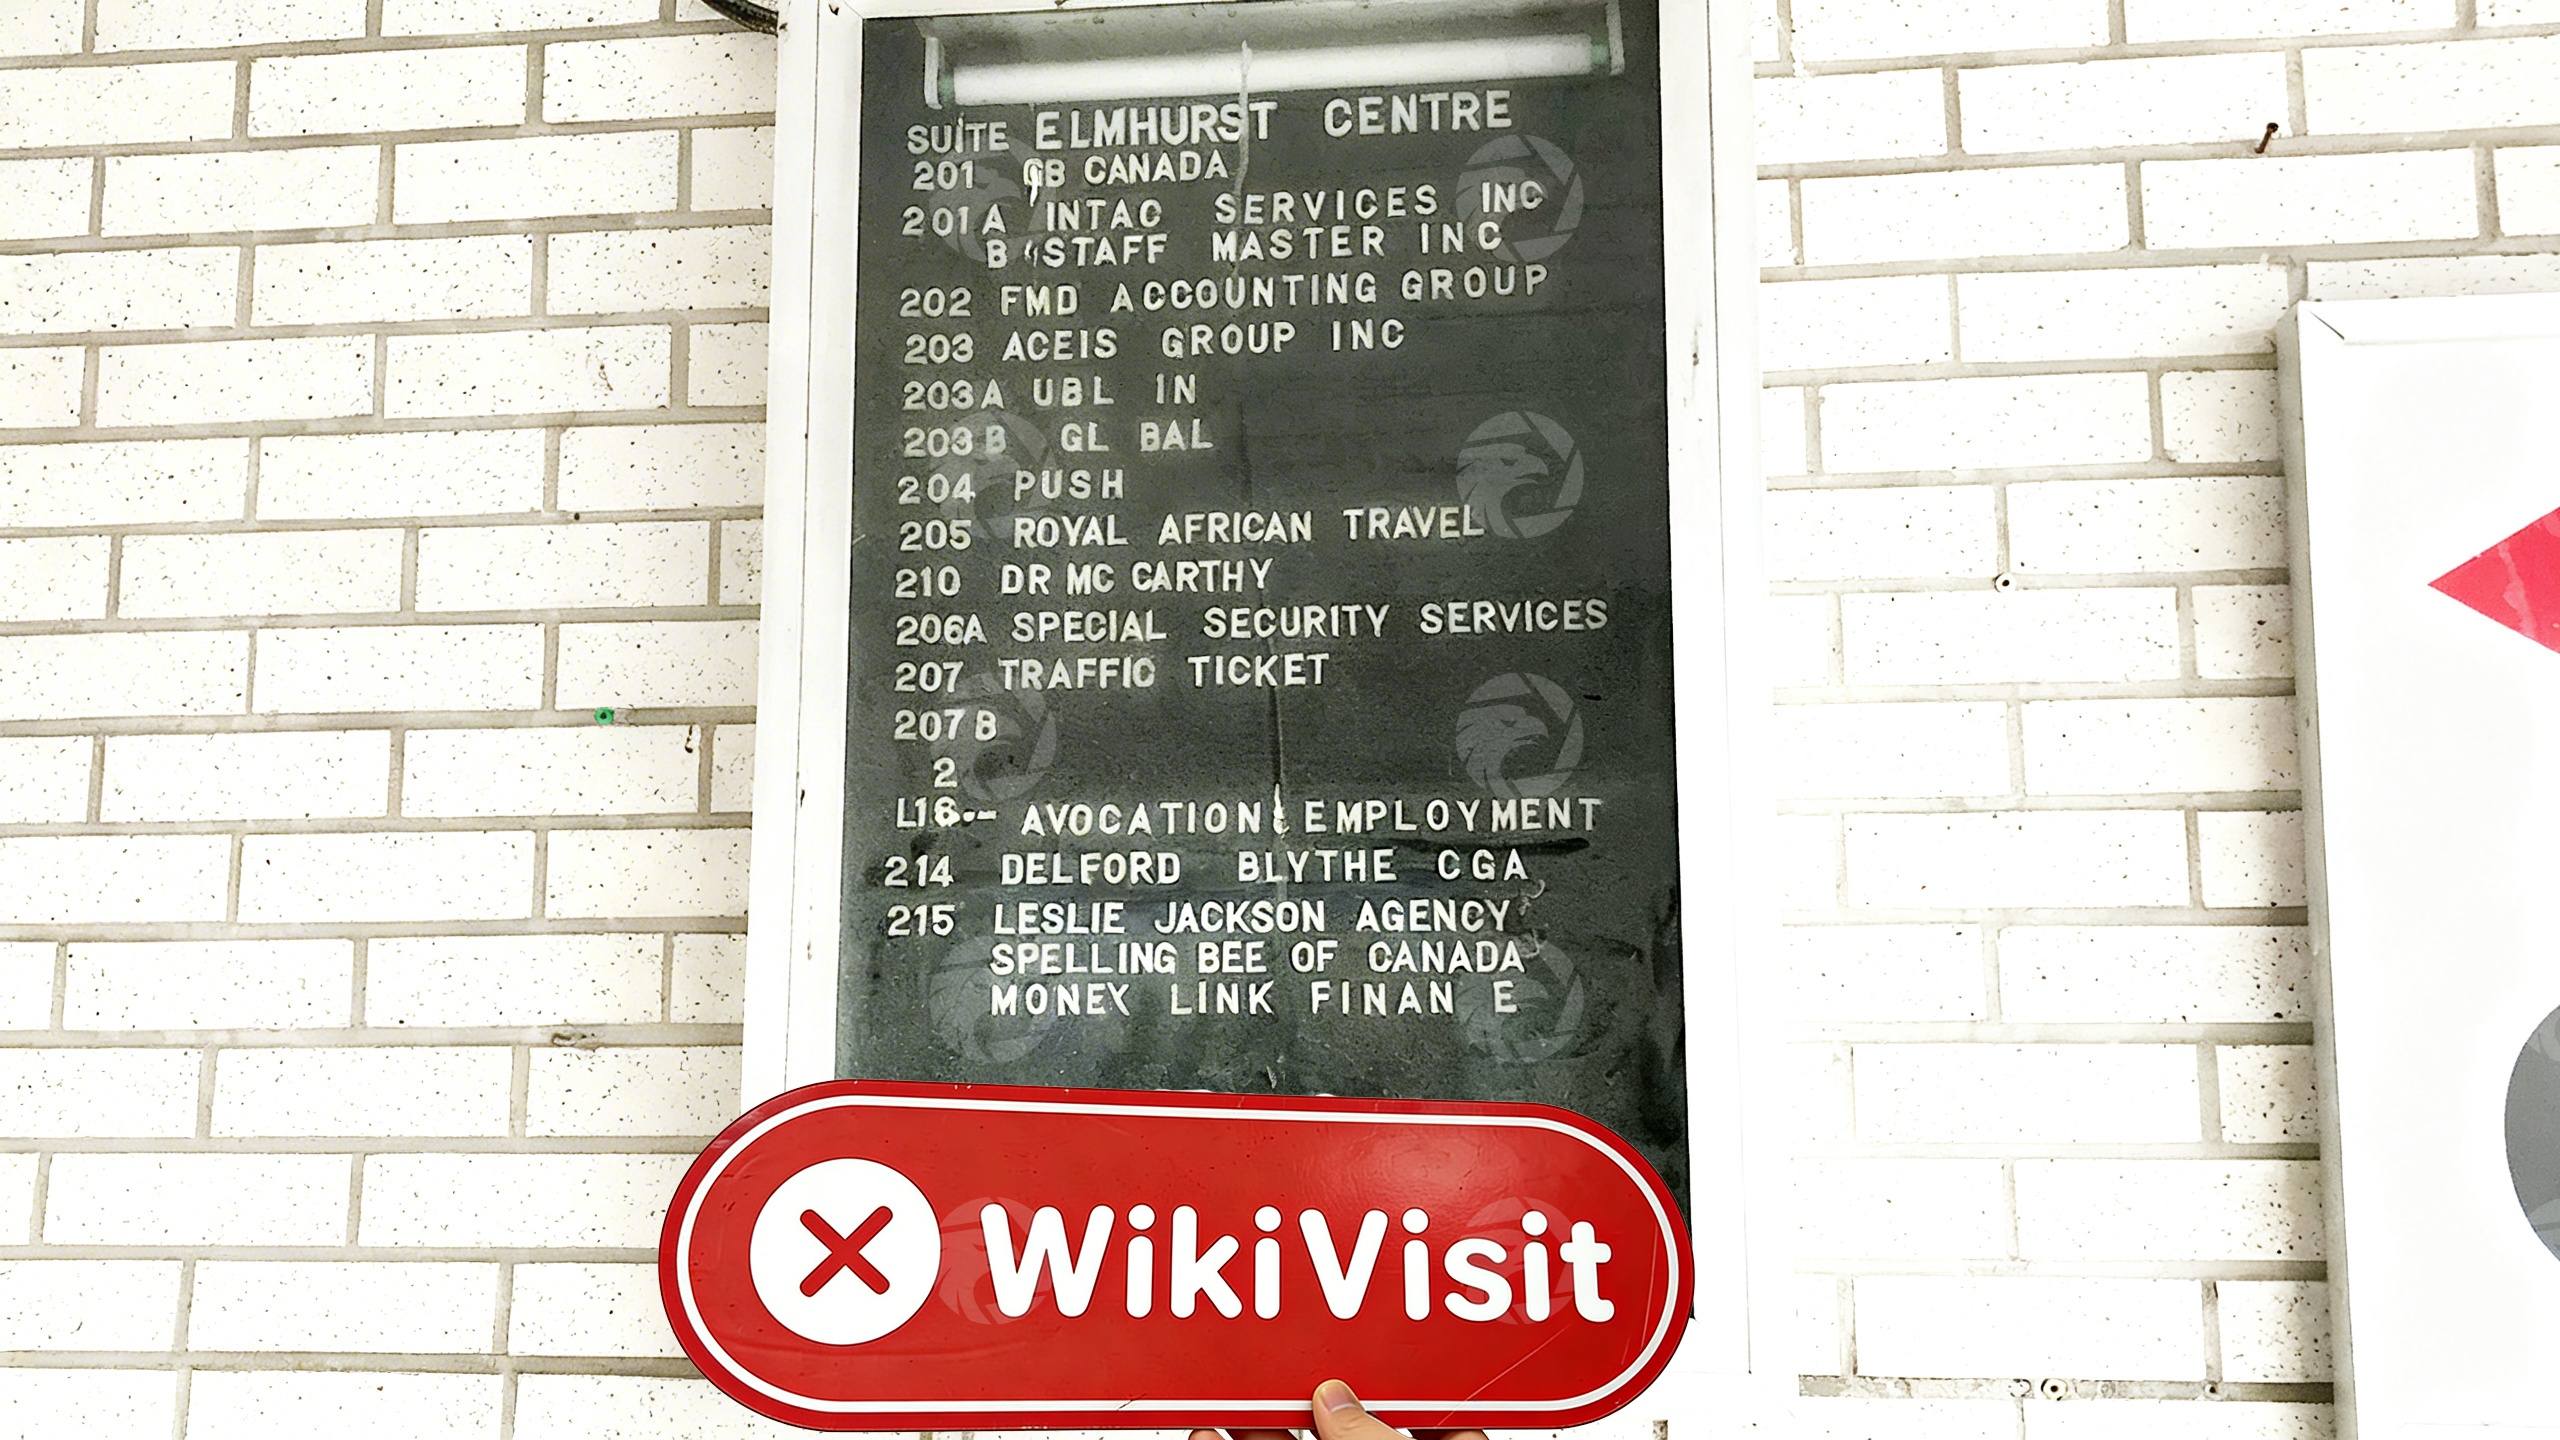 SUITE ELMHURST CENTRE
201 GB CANADA
201A INTAC SERVICES INC
B STAFF MASTER INC
202 FMD ACCOUNTING GROUP
203 ACEIS GROUP INC
203A UBL IN
203B GL BAL
204 PUSH
205 ROYAL AFRICAN TRAVEL
210 DR MC CARTHY
206A SPECIAL SECURITY SERVICES
207 TRAFFIC TICKET
207B
2
AVOCATION EMPLOYMENT
214 DELFORD BLYTHE CGA
215 LESLIE JACKSON AGENCY
SPELLING BEE OF CANADA
MONEY LINK FINAN E
WikiVisit